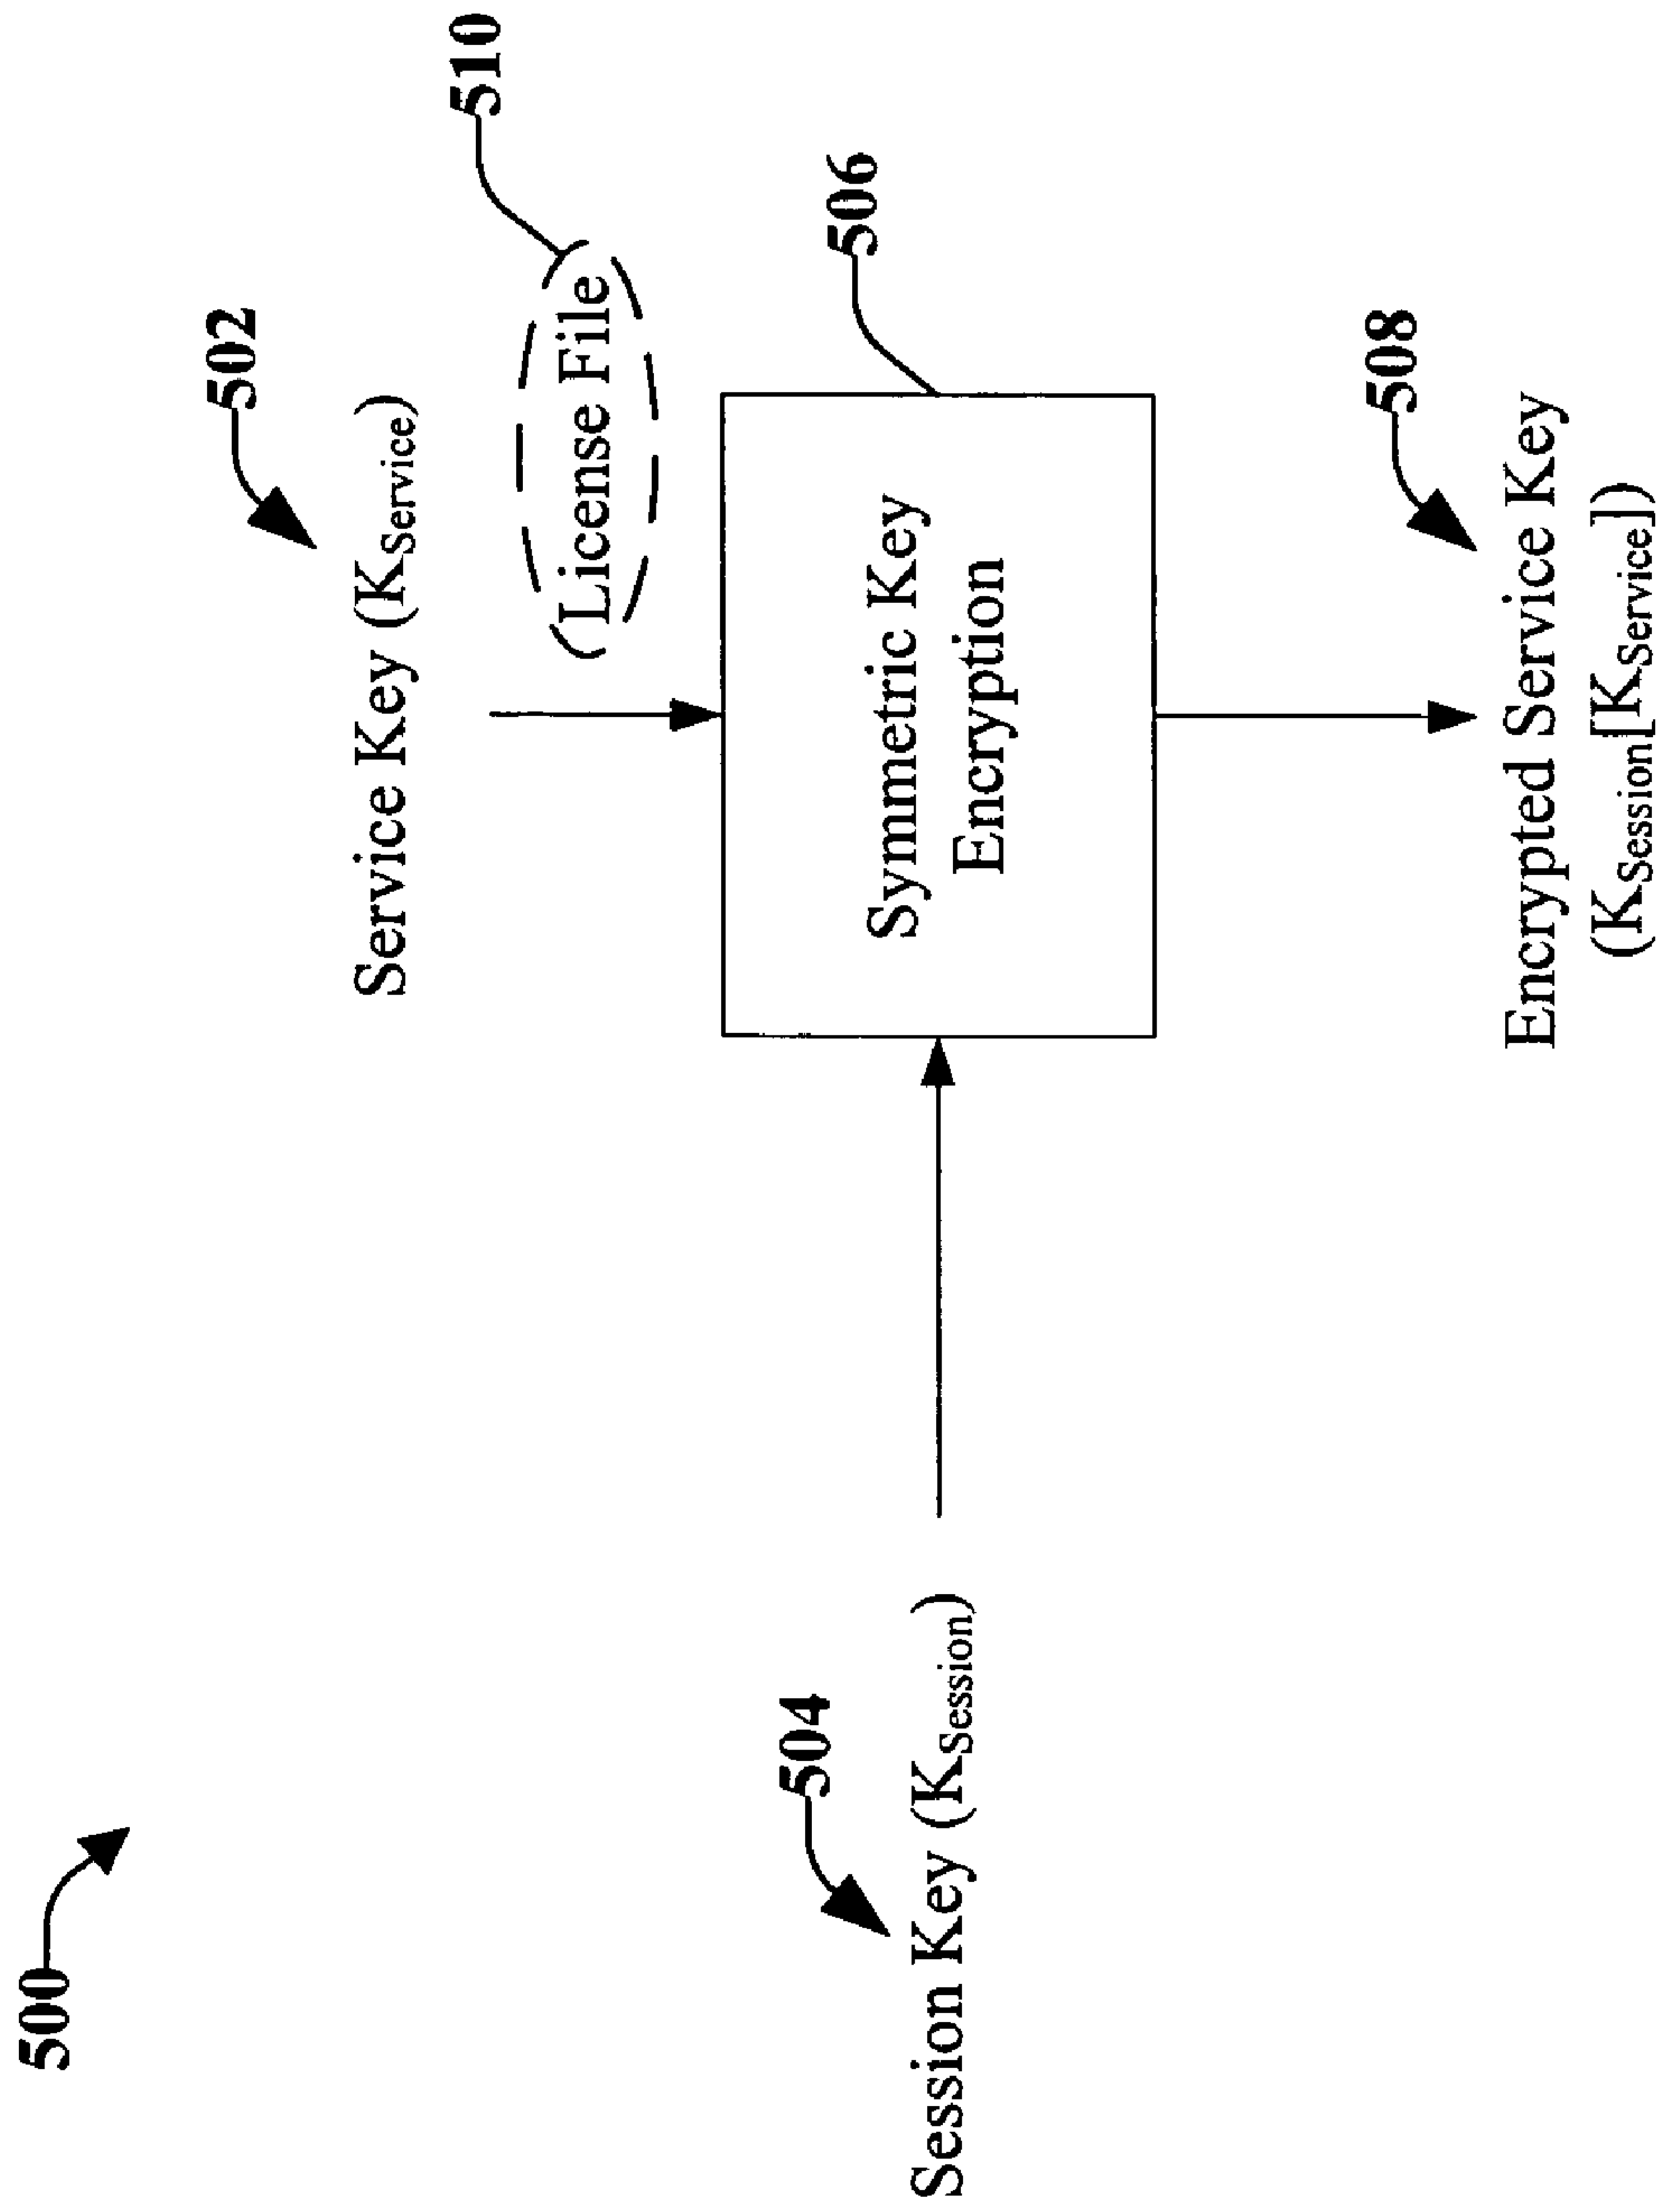 500
502
Service Key (K_Service)
510
(License File)
504
Session Key (K_Session)
506
Symmetric Key
Encryption
508
Encrypted Service Key
(K_Session[K_Service])